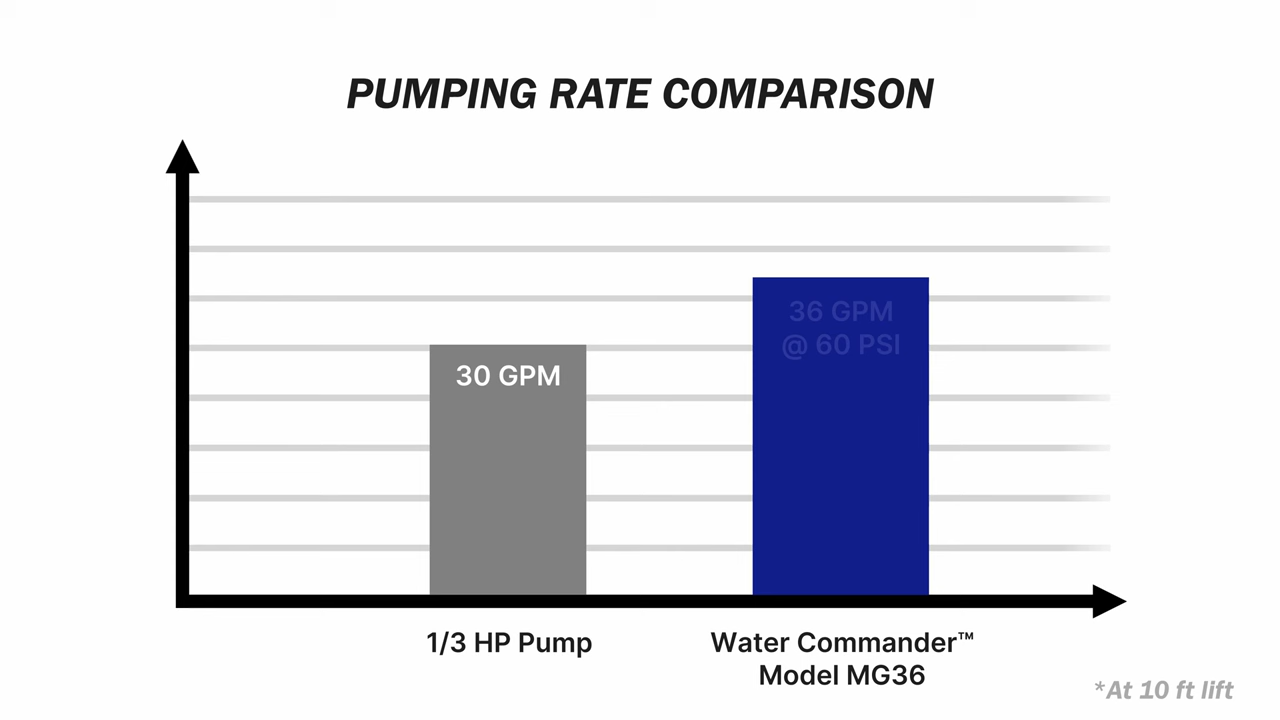 PUMPING RATE COMPARISON
30 GPM
36 GPM
@ 60 PSI
1/3 HP Pump
Water Commander™
Model MG36
*At 10 ft lift